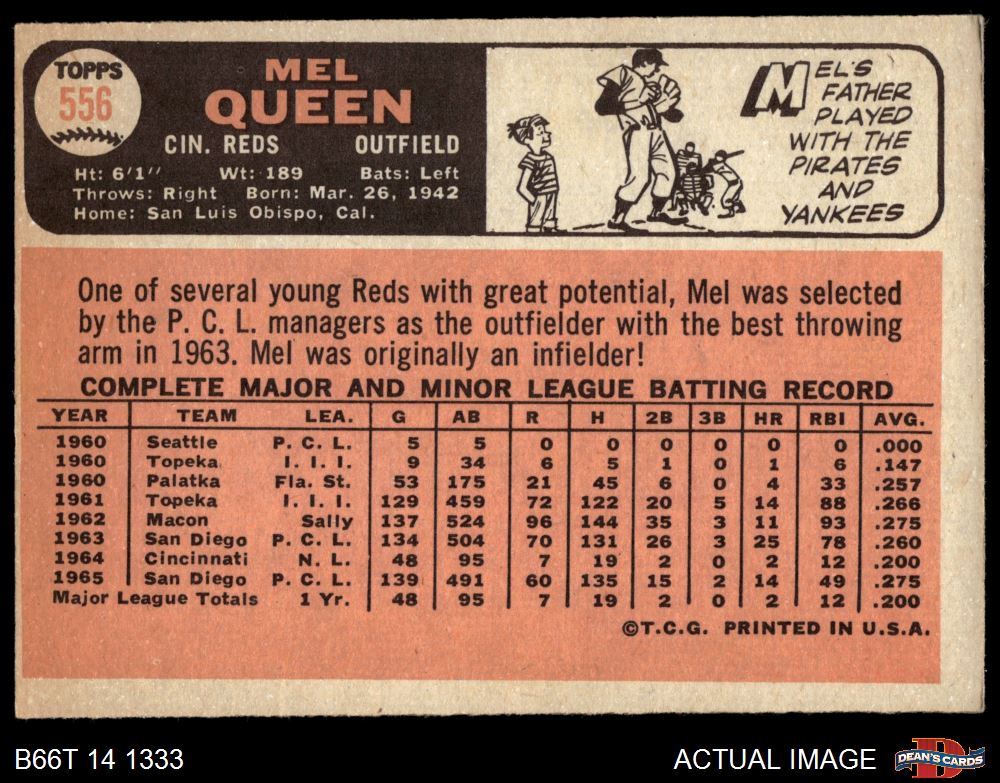 TOPPS
556
MEL
QUEEN
CIN. REDS OUTFIELD
Ht: 6'1" Wt: 189 Bats: Left
Throws: Right Born: Mar. 26, 1942
Home: San Luis Obispo, Cal.
MEL'S
FATHER
PLAYED
WITH THE
PIRATES
AND
YANKEES
One of several young Reds with great potential, Mel was selected
by the P. C. L. managers as the outfielder with the best throwing
arm in 1963. Mel was originally an infielder!
COMPLETE MAJOR AND MINOR LEAGUE BATTING RECORD
YEAR TEAM LEA. G AB R H 2B 3B HR RBI AVG.
1960 Seattle P. C. L. 5 5 0 0 0 0 0 0 .000
1960 Topeka I. I. I. 9 34 6 5 1 0 1 6 .147
1960 Palatka Fla. St. 53 175 21 45 6 0 4 33 .257
1961 Topeka I. I. I. 129 459 72 122 20 5 14 88 .266
1962 Macon Sally 137 524 96 144 35 3 11 93 .275
1963 San Diego P. C. L. 134 504 70 131 26 3 25 78 .260
1964 Cincinnati N. L. 48 95 7 19 2 0 2 12 .200
1965 San Diego P. C. L. 139 491 60 135 15 2 14 49 .275
Major League Totals 1 Yr. 48 95 7 19 2 0 2 12 .200
©T.C.G. PRINTED IN U.S.A.
B66T 14 1333 ACTUAL IMAGE
D
DEAN'S CARDS